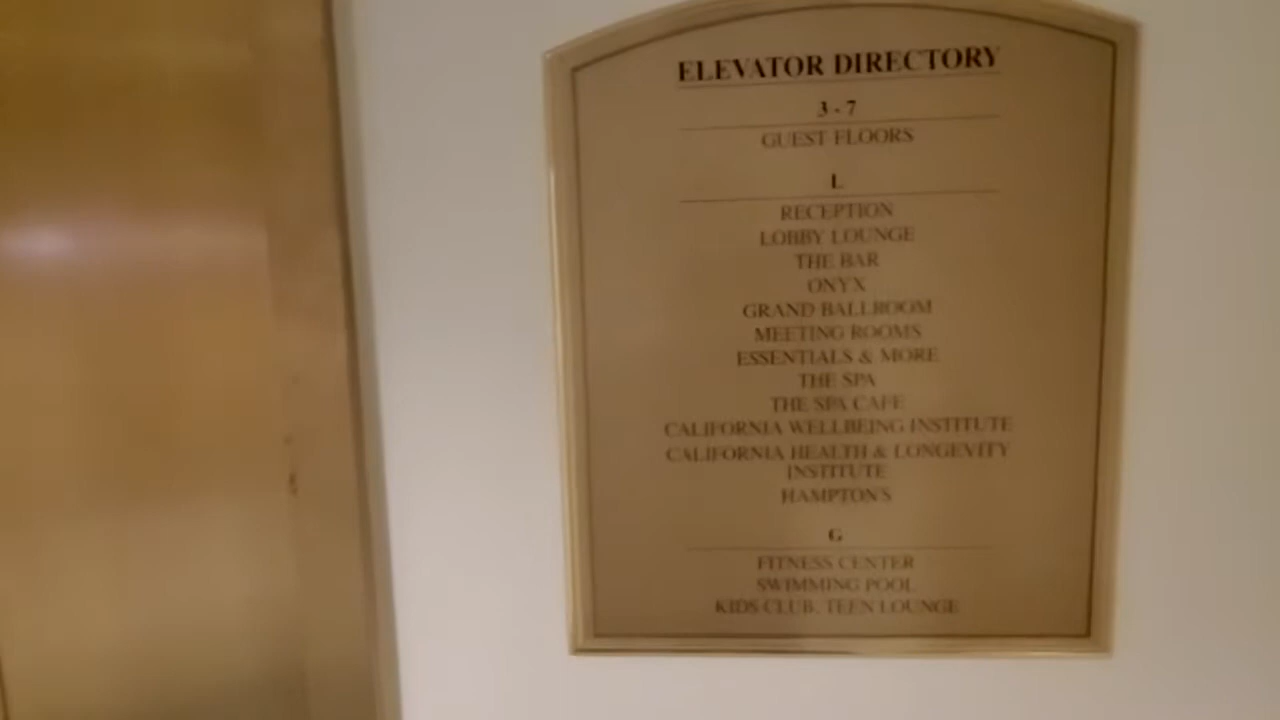 ELEVATOR DIRECTORY
3 - 7
GUEST FLOORS
L
RECEPTION
LOBBY LOUNGE
THE BAR
ONYX
GRAND BALLROOM
MEETING ROOMS
ESSENTIALS & MORE
THE SPA
THE SPA CAFE
CALIFORNIA WELLBEING INSTITUTE
CALIFORNIA HEALTH & LONGEVITY
INSTITUTE
HAMPTON'S
G
FITNESS CENTER
SWIMMING POOL
KIDS CLUB, TEEN LOUNGE